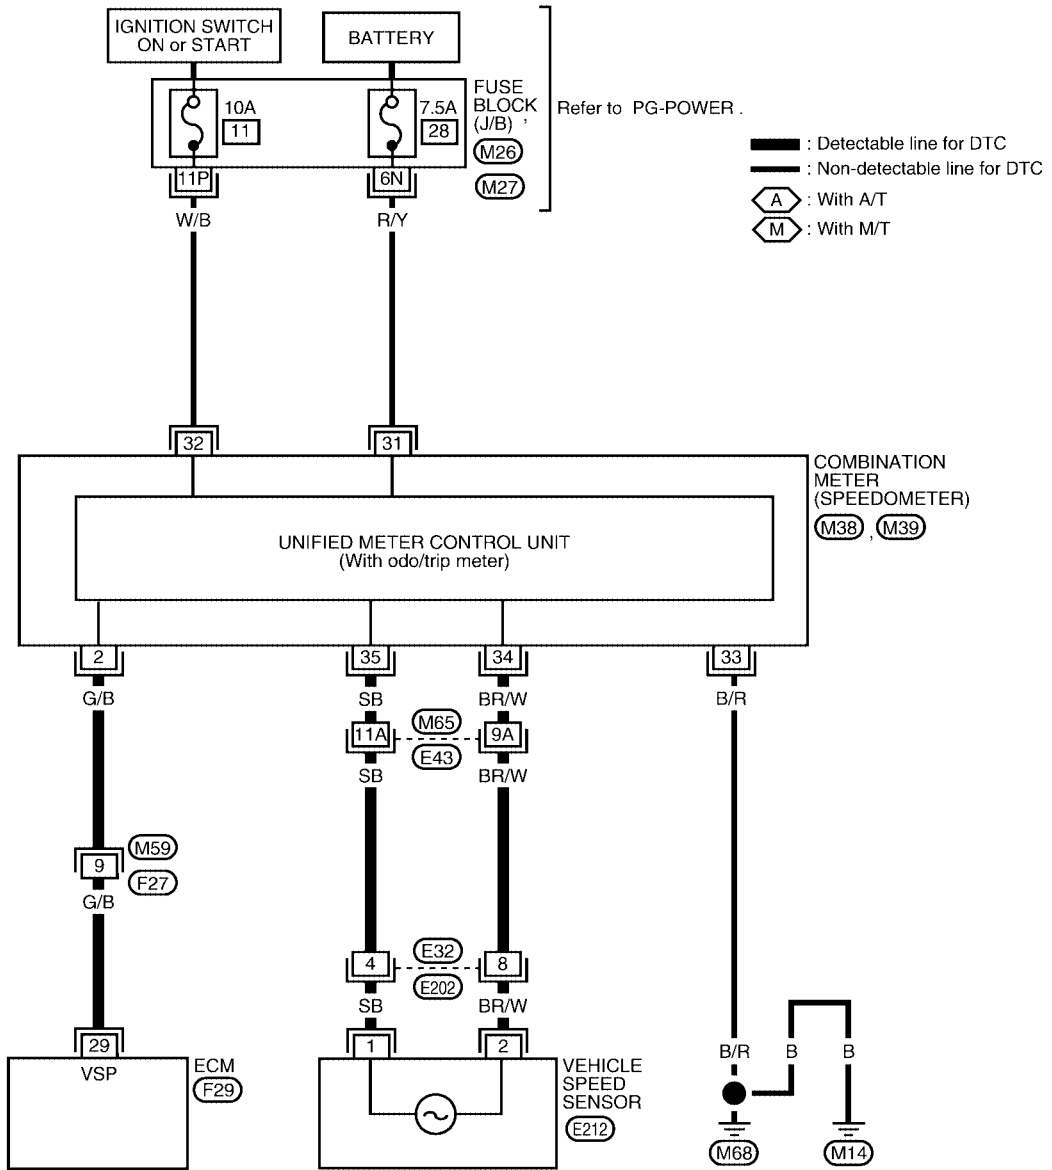 IGNITION SWITCH
ON or START
BATTERY
10A
11
7.5A
28
FUSE
BLOCK
(J/B) ,
M26
M27
Refer to PG-POWER .
: Detectable line for DTC
: Non-detectable line for DTC
A : With A/T
M : With M/T
11P
6N
W/B
R/Y
32
31
COMBINATION
METER
(SPEEDOMETER)
M38 , M39
UNIFIED METER CONTROL UNIT
(With odo/trip meter)
2
35
34
33
G/B
SB
BR/W
B/R
11A
M65
E43
9A
SB
BR/W
9
M59
F27
G/B
4
E32
E202
8
SB
BR/W
29
VSP
ECM
F29
1
2
VEHICLE
SPEED
SENSOR
E212
B/R
B
B
M68
M14